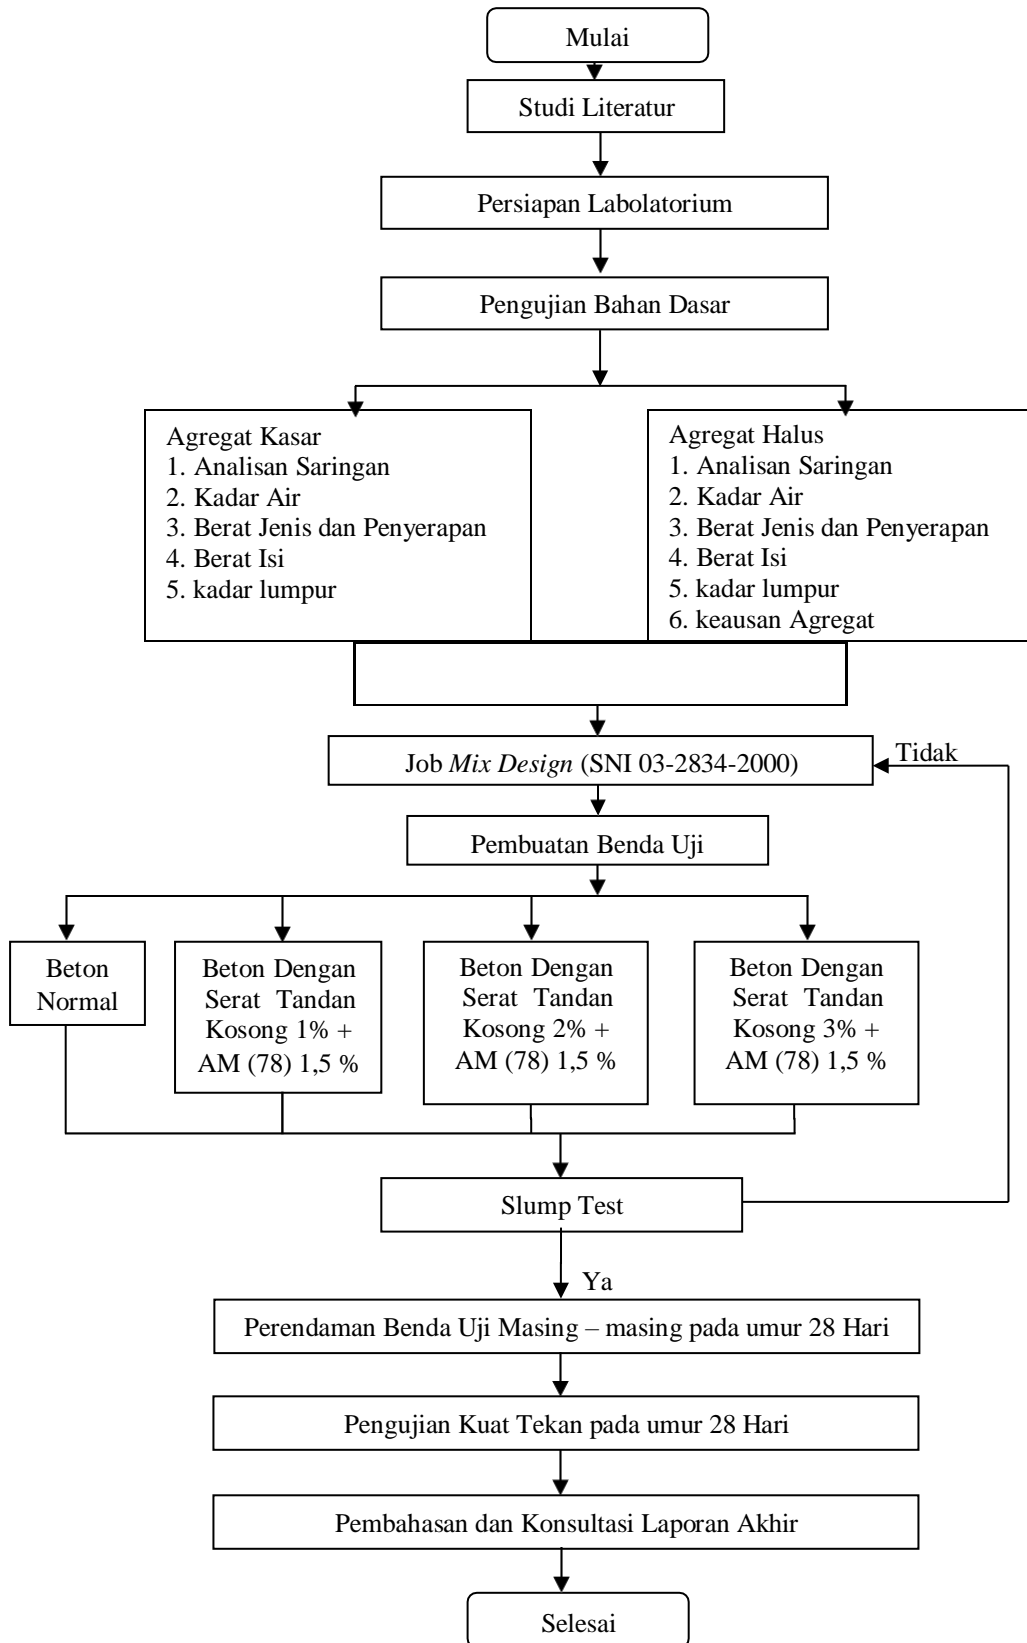 Mulai
Studi Literatur
Persiapan Labolatorium
Pengujian Bahan Dasar
Agregat Kasar
1. Analisan Saringan
2. Kadar Air
3. Berat Jenis dan Penyerapan
4. Berat Isi
5. kadar lumpur
Agregat Halus
1. Analisan Saringan
2. Kadar Air
3. Berat Jenis dan Penyerapan
4. Berat Isi
5. kadar lumpur
6. keausan Agregat
Job Mix Design (SNI 03-2834-2000)
Tidak
Pembuatan Benda Uji
Beton
Normal
Beton Dengan
Serat Tandan
Kosong 1% +
AM (78) 1,5 %
Beton Dengan
Serat Tandan
Kosong 2% +
AM (78) 1,5 %
Beton Dengan
Serat Tandan
Kosong 3% +
AM (78) 1,5 %
Slump Test
Ya
Perendaman Benda Uji Masing – masing pada umur 28 Hari
Pengujian Kuat Tekan pada umur 28 Hari
Pembahasan dan Konsultasi Laporan Akhir
Selesai